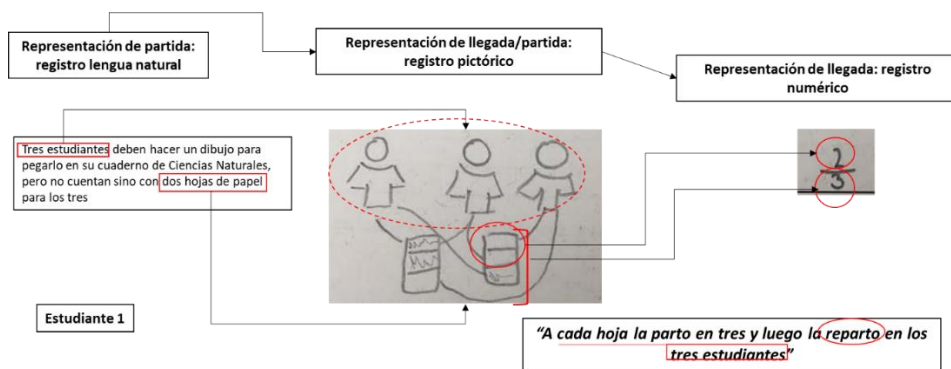 Representación de partida:
registro lengua natural
Representación de llegada/partida:
registro pictórico
Representación de llegada: registro
numérico
Tres estudiantes deben hacer un dibujo para
pegarlo en su cuaderno de Ciencias Naturales,
pero no cuentan sino con dos hojas de papel
para los tres
2
3
Estudiante 1
“A cada hoja la parto en tres y luego la reparto en los
tres estudiantes”